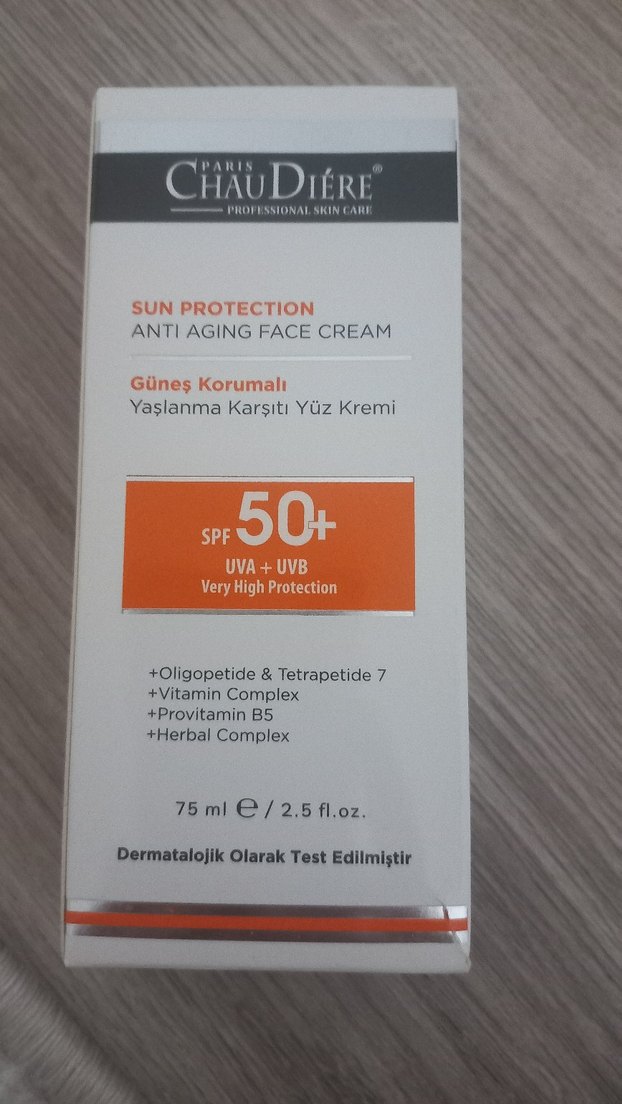 PARIS
CHAUDIÉRE®
PROFESSIONAL SKIN CARE
SUN PROTECTION
ANTI AGING FACE CREAM
Güneş Korumalı
Yaşlanma Karşıtı Yüz Kremi
SPF 50+
UVA + UVB
Very High Protection
+Oligopetide & Tetrapetide 7
+Vitamin Complex
+Provitamin B5
+Herbal Complex
75 ml ℮ / 2.5 fl.oz.
Dermatalojik Olarak Test Edilmiştir